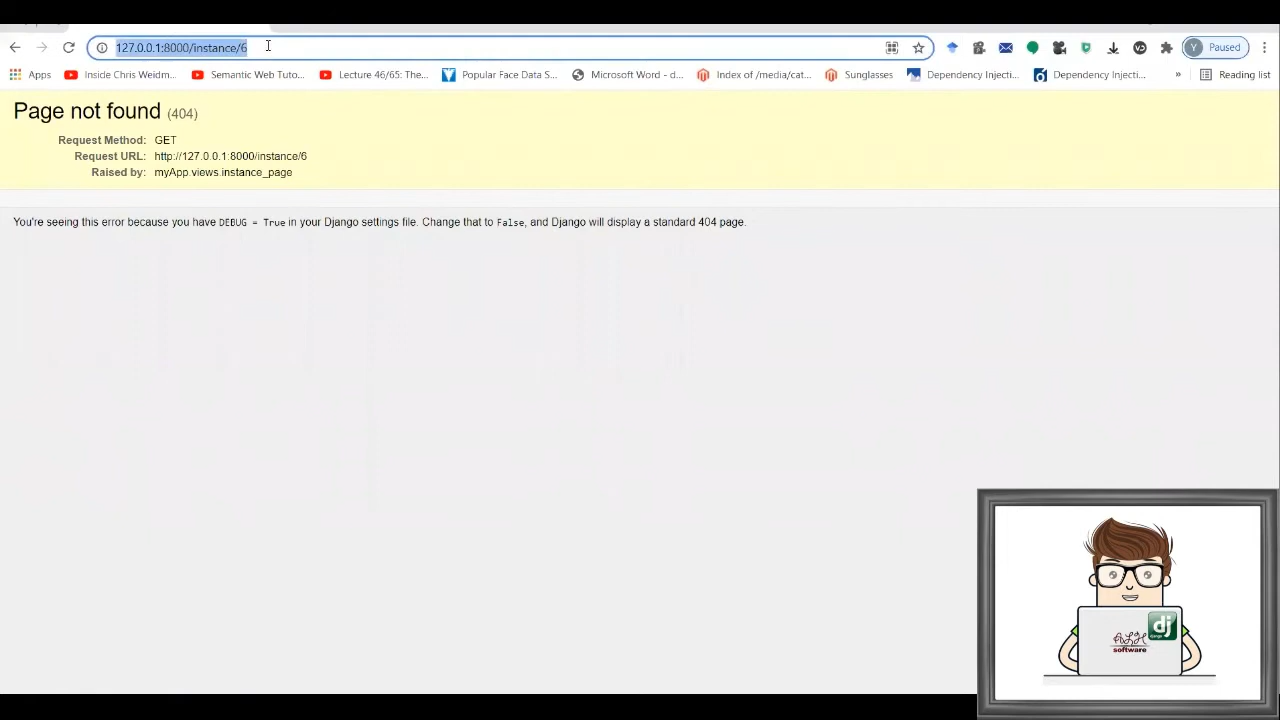 127.0.0.1:8000/instance/6
Paused
Apps
Inside Chris Weidm...
Semantic Web Tuto...
Lecture 46/65: The...
Popular Face Data S...
Microsoft Word - d...
Index of /media/cat...
Sunglasses
Dependency Injecti...
Dependency Injecti...
»
Reading list
Page not found (404)
Request Method: GET
Request URL: http://127.0.0.1:8000/instance/6
Raised by: myApp.views.instance_page
You're seeing this error because you have DEBUG = True in your Django settings file. Change that to False, and Django will display a standard 404 page.
dj
django
software